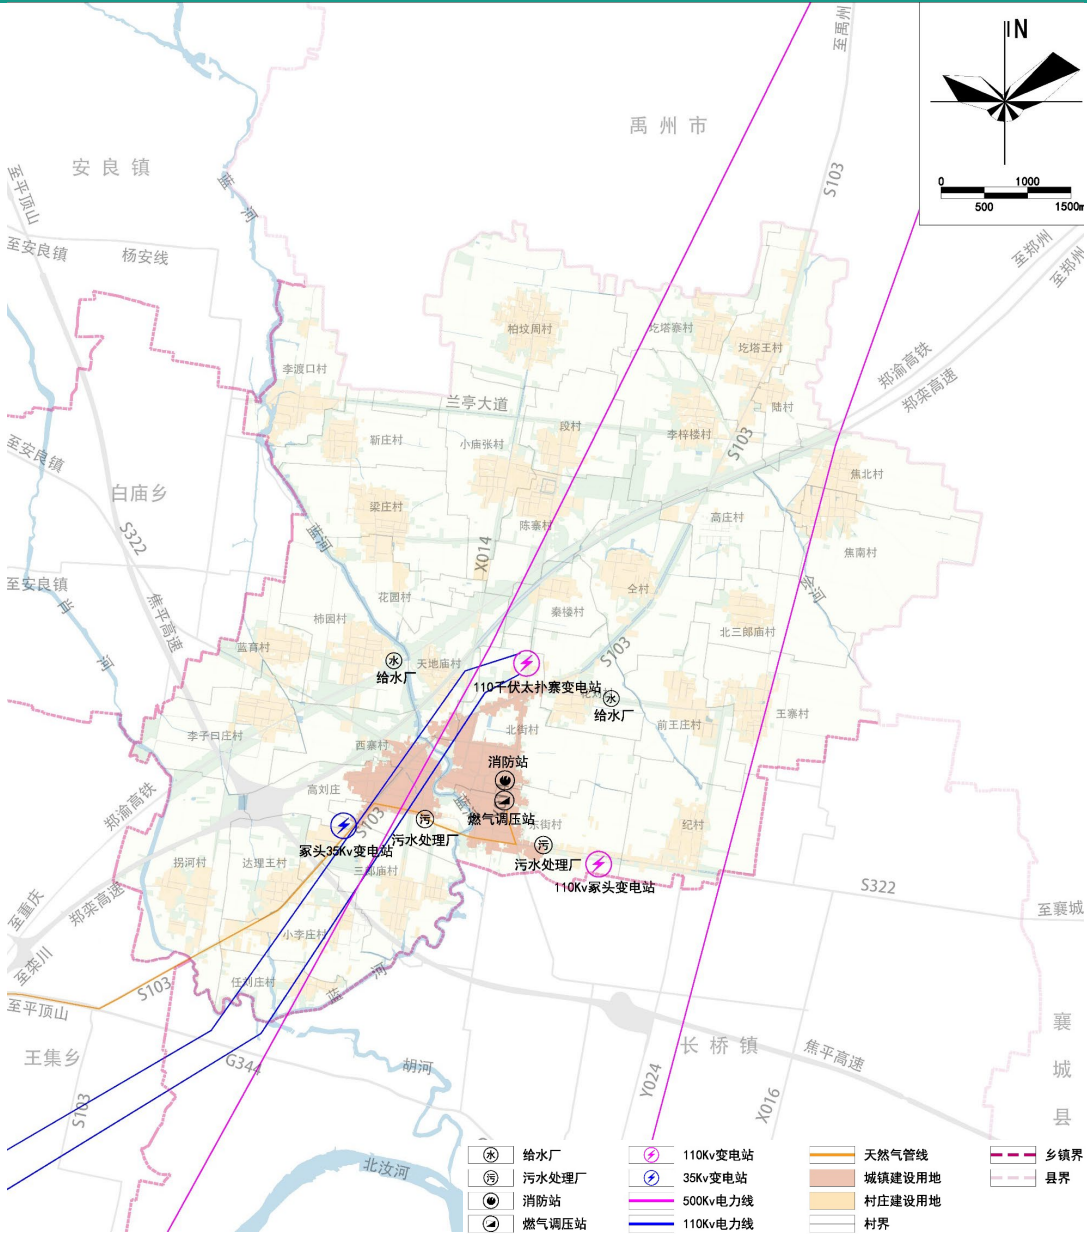 至禹州
N
禹州市
安良镇
蓝河
至平顶山
S103
0 1000
500 1500m
至安良镇
杨安线
至郑州
至郑州
柏坟周村
圪塔寨村
圪塔王村
李渡口村
郑渝高铁
郑栾高速
兰亭大道
陆村
段村
靳庄村
小庙张村
李梓楼村
S103
至安良镇
焦北村
白庙乡
梁庄村
高庄村
S322
陈寨村
蓝河
X014
焦南村
至安良镇
肖河
焦平高速
花园村
仝村
秦楼村
柿园村
北三郎庙村
蓝育村
天地庙村
S103
给水厂
110千伏太扑寨变电站
给水厂
王寨村
前王庄村
北街村
李子曰庄村
西寨村
消防站
高刘庄
郑渝高铁
S103
燃气调压站
东街村
纪村
污水处理厂
冢头35Kv变电站
污水处理厂
拐河村
达理王村
三郎庙村
110Kv冢头变电站
S322
至重庆
郑栾高速
至襄城
小李庄村
至栾川
任刘庄村
S103
蓝河
至平顶山
襄城县
王集乡
长桥镇
焦平高速
G344
胡河
Y024
X016
S103
北汝河
水 给水厂
110Kv变电站
天然气管线
乡镇界
污 污水处理厂
35Kv变电站
城镇建设用地
县界
消防站
500Kv电力线
村庄建设用地
燃气调压站
110Kv电力线
村界